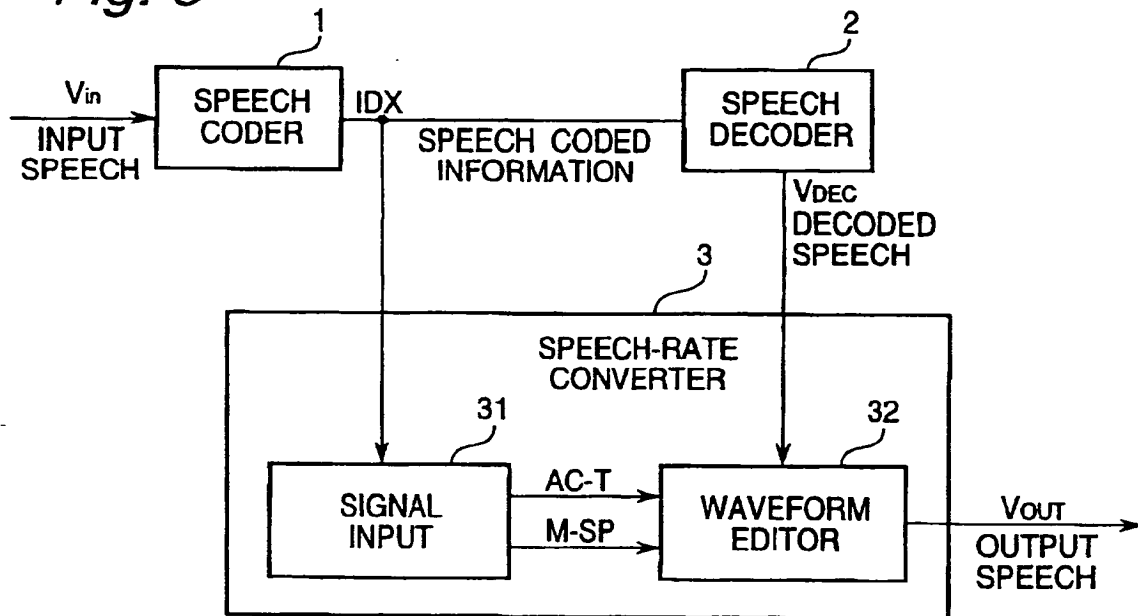 1
2
Vin
INPUT
SPEECH
SPEECH
CODER
IDX
SPEECH CODED
INFORMATION
SPEECH
DECODER
VDEC
DECODED
SPEECH
3
SPEECH-RATE
CONVERTER
31
32
SIGNAL
INPUT
AC-T
M-SP
WAVEFORM
EDITOR
VOUT
OUTPUT
SPEECH